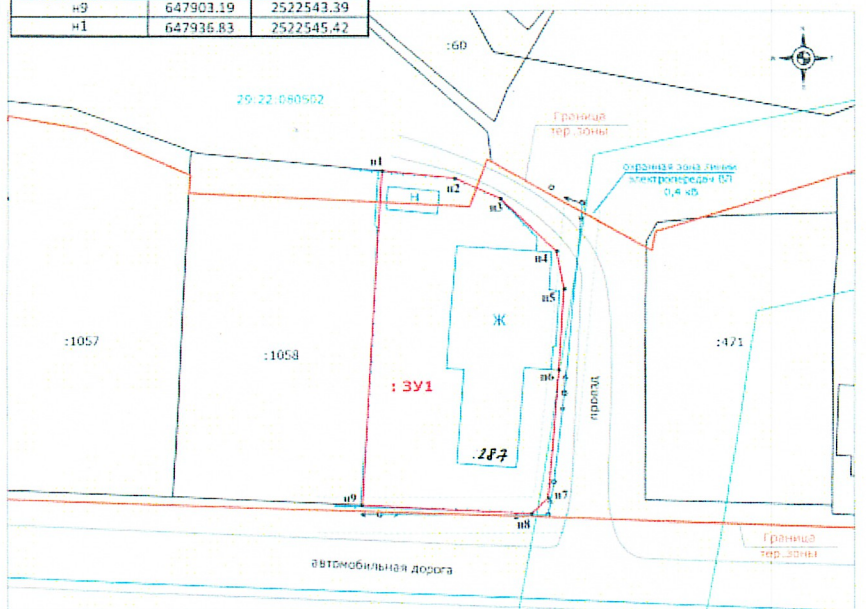 н9 647903.19 2522543.39
н1 647936.83 2522545.42
:60
29:22:080502
Граница
тер.зоны
охранная зона линии
электропередач ВЛ
0,4 кВ
н1
н2
н3
Н
н4
н5
Ж
:1057
:1058
:471
: ЗУ1
н6
проезд
.287
н9
н7
н8
Граница
тер.зоны
автомобильная дорога